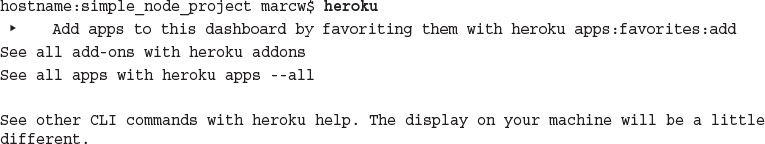 hostname:simple_node_project marcw$ heroku
‣ Add apps to this dashboard by favoriting them with heroku apps:favorites:add
See all add-ons with heroku addons
See all apps with heroku apps --all
See other CLI commands with heroku help. The display on your machine will be a little
different.